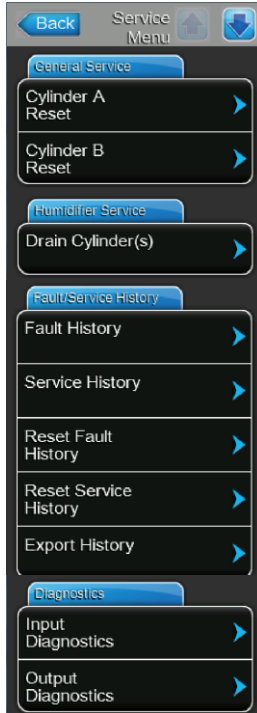 Back
Service
Menu
General Service
Cylinder A
Reset
Cylinder B
Reset
Humidifier Service
Drain Cylinder(s)
Fault/Service History
Fault History
Service History
Reset Fault
History
Reset Service
History
Export History
Diagnostics
Input
Diagnostics
Output
Diagnostics